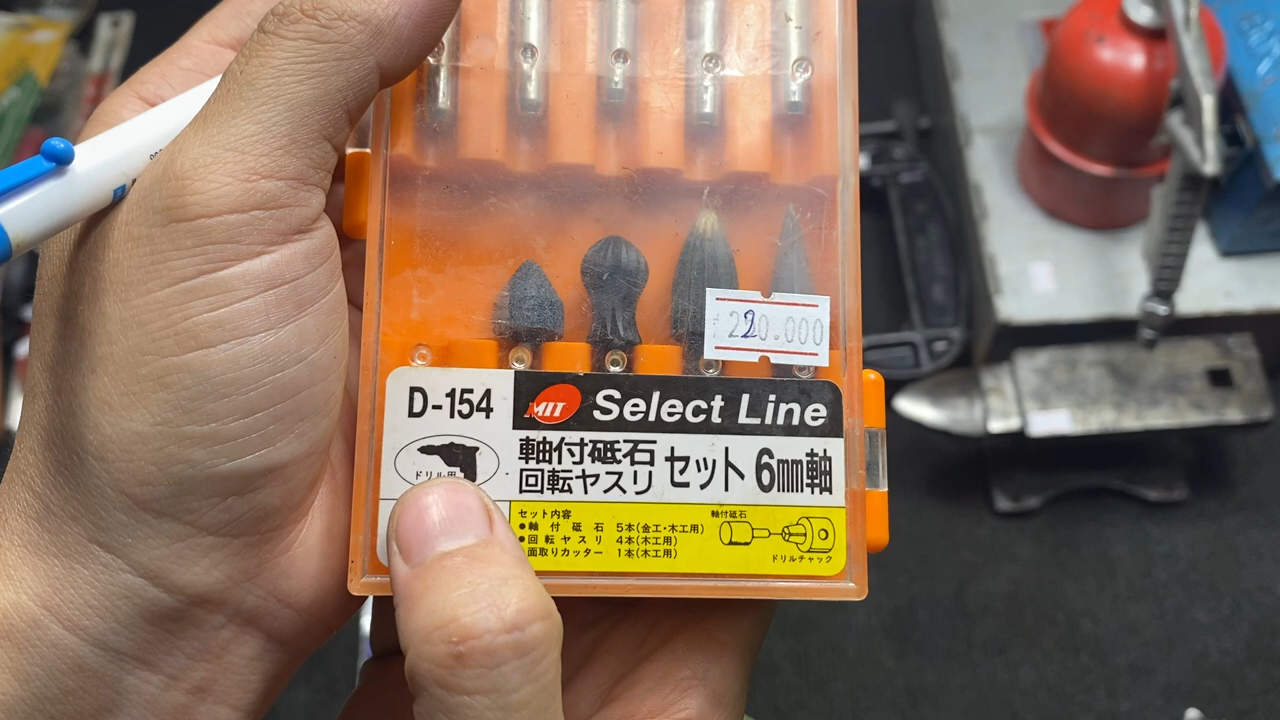 220.000
D-154
MIT Select Line
ドリル用
軸付砥石
回転ヤスリ
セット 6mm軸
セット内容
●軸付砥石 5本(金工・木工用)
●回転ヤスリ 4本(木工用)
面取りカッター 1本(木工用)
軸付砥石
ドリルチャック